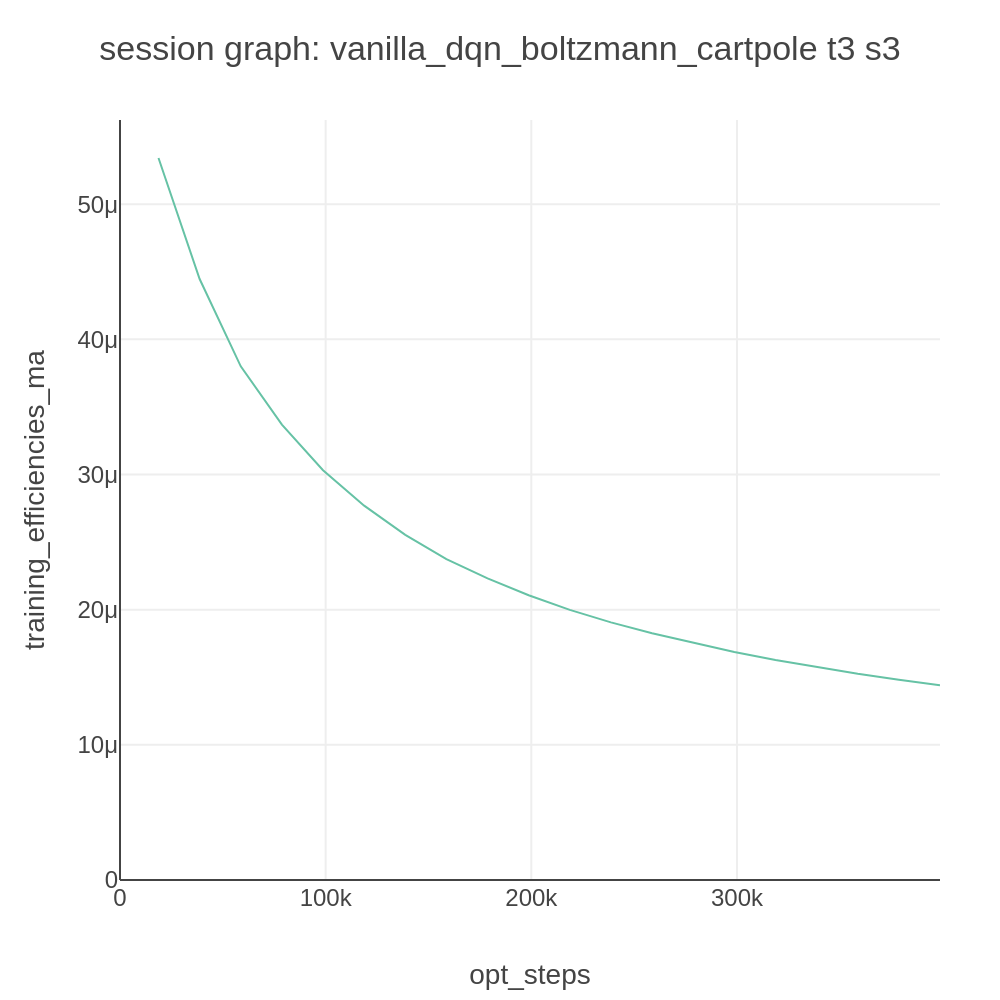 session graph: vanilla_dqn_boltzmann_cartpole t3 s3
training_efficiencies_ma
50μ
40μ
30μ
20μ
10μ
0
0 100k 200k 300k
opt_steps